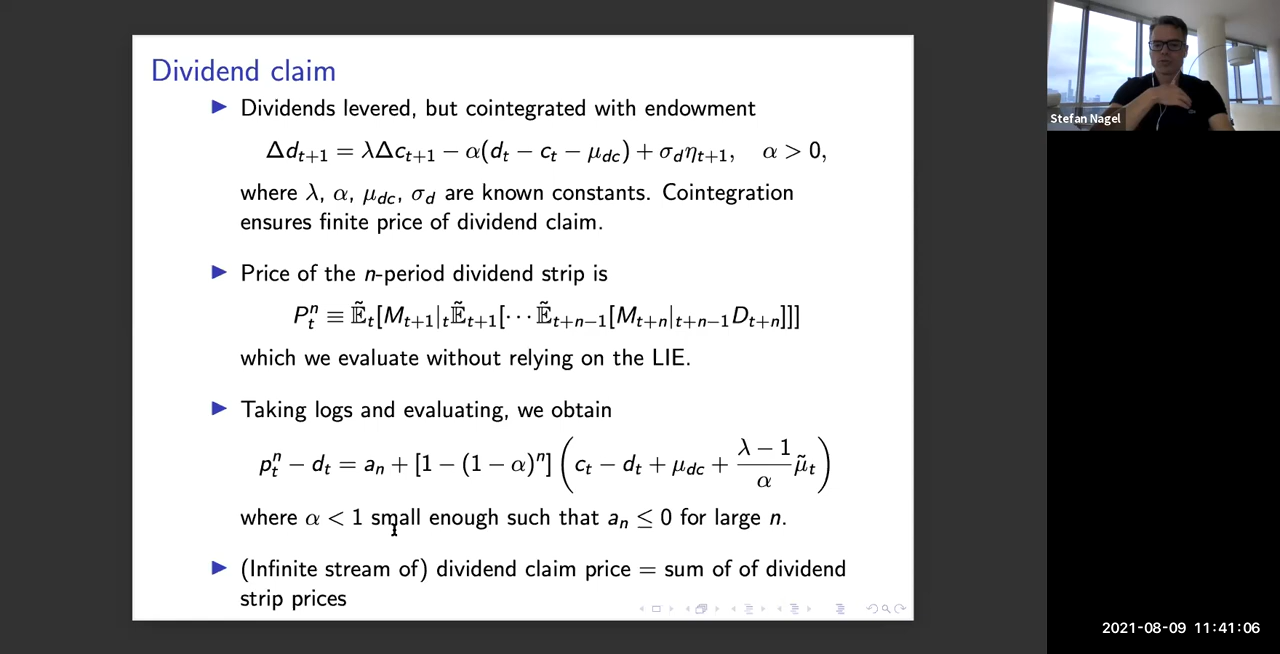 Dividend claim
Dividends levered, but cointegrated with endowment
Δd_{t+1} = λΔc_{t+1} − α(d_t − c_t − μ_{dc}) + σ_dη_{t+1}, α > 0,
where λ, α, μ_{dc}, σ_d are known constants. Cointegration
ensures finite price of dividend claim.
Price of the n-period dividend strip is
P_t^n ≡ Ẽ_t[M_{t+1|t}Ẽ_{t+1}[⋯Ẽ_{t+n−1}[M_{t+n|t+n−1}D_{t+n}]]]
which we evaluate without relying on the LIE.
Taking logs and evaluating, we obtain
p_t^n − d_t = a_n + [1 − (1 − α)^n] (c_t − d_t + μ_{dc} + \frac{λ − 1}{α} μ̃_t)
where α < 1 small enough such that a_n ≤ 0 for large n.
(Infinite stream of) dividend claim price = sum of of dividend
strip prices
Stefan Nagel
2021-08-09 11:41:06